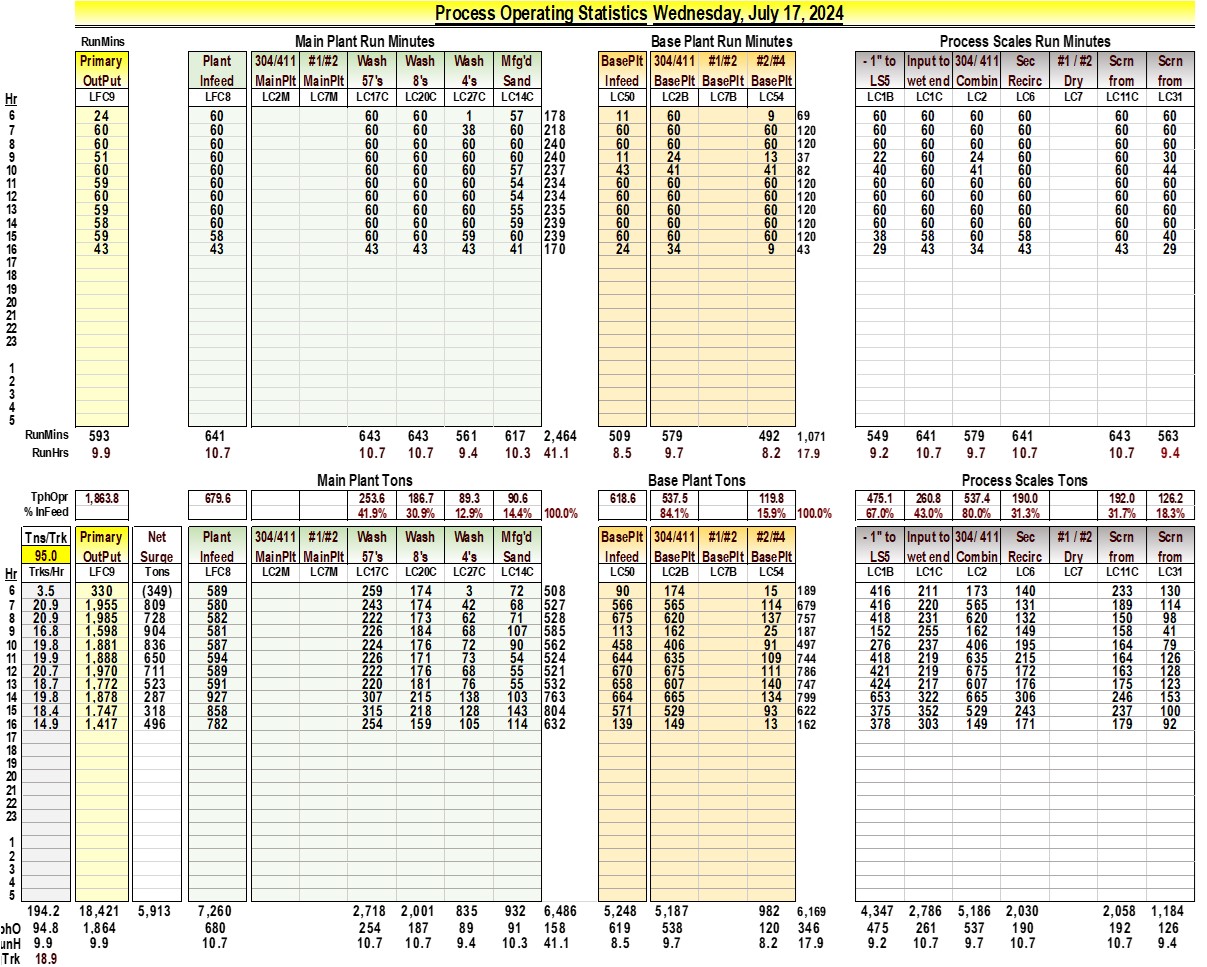 Process Operating Statistics Wednesday, July 17, 2024
RunMins Main Plant Run Minutes Base Plant Run Minutes Process Scales Run Minutes
Primary Plant 304/411 #1/#2 Wash Wash Wash Mfg'd BasePlt 304/411 #1/#2 #2/#4 - 1" to Input to 304/ 411 Sec #1 / #2 Scrn Scrn
OutPut Infeed MainPlt MainPlt 57's 8's 4's Sand Infeed BasePlt BasePlt BasePlt LS5 wet end Combin Recirc Dry from from
Hr LFC9 LFC8 LC2M LC7M LC17C LC20C LC27C LC14C LC50 LC2B LC7B LC54 LC1B LC1C LC2 LC6 LC7 LC11C LC31
6 24 60 60 60 1 57 178 11 60 9 69 60 60 60 60 60 60
7 60 60 60 60 38 60 218 60 60 60 120 60 60 60 60 60 60
8 60 60 60 60 60 60 240 60 60 60 120 60 60 60 60 60 60
9 51 60 60 60 60 60 240 11 24 13 37 22 60 24 60 60 30
10 60 60 60 60 60 57 237 43 41 41 82 40 60 41 60 60 44
11 59 60 60 60 60 54 234 60 60 60 120 60 60 60 60 60 60
12 60 60 60 60 60 54 234 60 60 60 120 60 60 60 60 60 60
13 59 60 60 60 60 55 235 60 60 60 120 60 60 60 60 60 60
14 58 60 60 60 60 59 239 60 60 60 120 60 60 60 60 60 60
15 59 58 60 60 59 60 239 60 60 60 120 38 58 60 58 60 40
16 43 43 43 43 43 41 170 24 34 9 43 29 43 34 43 43 29
17
18
19
20
21
22
23
1
2
3
4
5
RunMins 593 641 643 643 561 617 2,464 509 579 492 1,071 549 641 579 641 643 563
RunHrs 9.9 10.7 10.7 10.7 9.4 10.3 41.1 8.5 9.7 8.2 17.9 9.2 10.7 9.7 10.7 10.7 9.4
Main Plant Tons Base Plant Tons Process Scales Tons
TphOpr 1,863.8 679.6 253.6 186.7 89.3 90.6 618.6 537.5 119.8 475.1 260.8 537.4 190.0 192.0 126.2
% InFeed 41.9% 30.9% 12.9% 14.4% 100.0% 84.1% 15.9% 100.0% 67.0% 43.0% 80.0% 31.3% 31.7% 18.3%
Tns/Trk Primary Net Plant 304/411 #1/#2 Wash Wash Wash Mfg'd BasePlt 304/411 #1/#2 #2/#4 - 1" to Input to 304/ 411 Sec #1 / #2 Scrn Scrn
95.0 OutPut Surge Infeed MainPlt MainPlt 57's 8's 4's Sand Infeed BasePlt BasePlt BasePlt LS5 wet end Combin Recirc Dry from from
Hr Trks/Hr LFC9 Tons LFC8 LC2M LC7M LC17C LC20C LC27C LC14C LC50 LC2B LC7B LC54 LC1B LC1C LC2 LC6 LC7 LC11C LC31
6 3.5 330 (349) 589 259 174 3 72 508 90 174 15 189 416 211 173 140 233 130
7 20.9 1,955 809 580 243 174 42 68 527 566 565 114 679 416 220 565 131 189 114
8 20.9 1,985 728 582 222 173 62 71 528 675 620 137 757 418 231 620 132 150 98
9 16.8 1,598 904 581 226 184 68 107 585 113 162 25 187 152 255 162 149 158 41
10 19.8 1,881 836 587 224 176 72 90 562 458 406 91 497 276 237 406 195 164 79
11 19.9 1,888 650 594 226 171 73 54 524 644 635 109 744 418 219 635 215 164 126
12 20.7 1,970 711 589 222 176 68 55 521 670 675 111 786 421 219 675 172 163 128
13 18.7 1,772 523 591 220 181 76 55 532 658 607 140 747 424 217 607 176 175 123
14 19.8 1,878 287 927 307 215 138 103 763 664 665 134 799 653 322 665 306 246 153
15 18.4 1,747 318 858 315 218 128 143 804 571 529 93 622 375 352 529 243 237 100
16 14.9 1,417 496 782 254 159 105 114 632 139 149 13 162 378 303 149 171 179 92
17
18
19
20
21
22
23
1
2
3
4
5
194.2 18,421 5,913 7,260 2,718 2,001 835 932 6,486 5,248 5,187 982 6,169 4,347 2,786 5,186 2,030 2,058 1,184
phO 94.8 1,864 680 254 187 89 91 158 619 538 120 346 475 261 537 190 192 126
unH 9.9 9.9 10.7 10.7 10.7 9.4 10.3 41.1 8.5 9.7 8.2 17.9 9.2 10.7 9.7 10.7 10.7 9.4
Trk 18.9